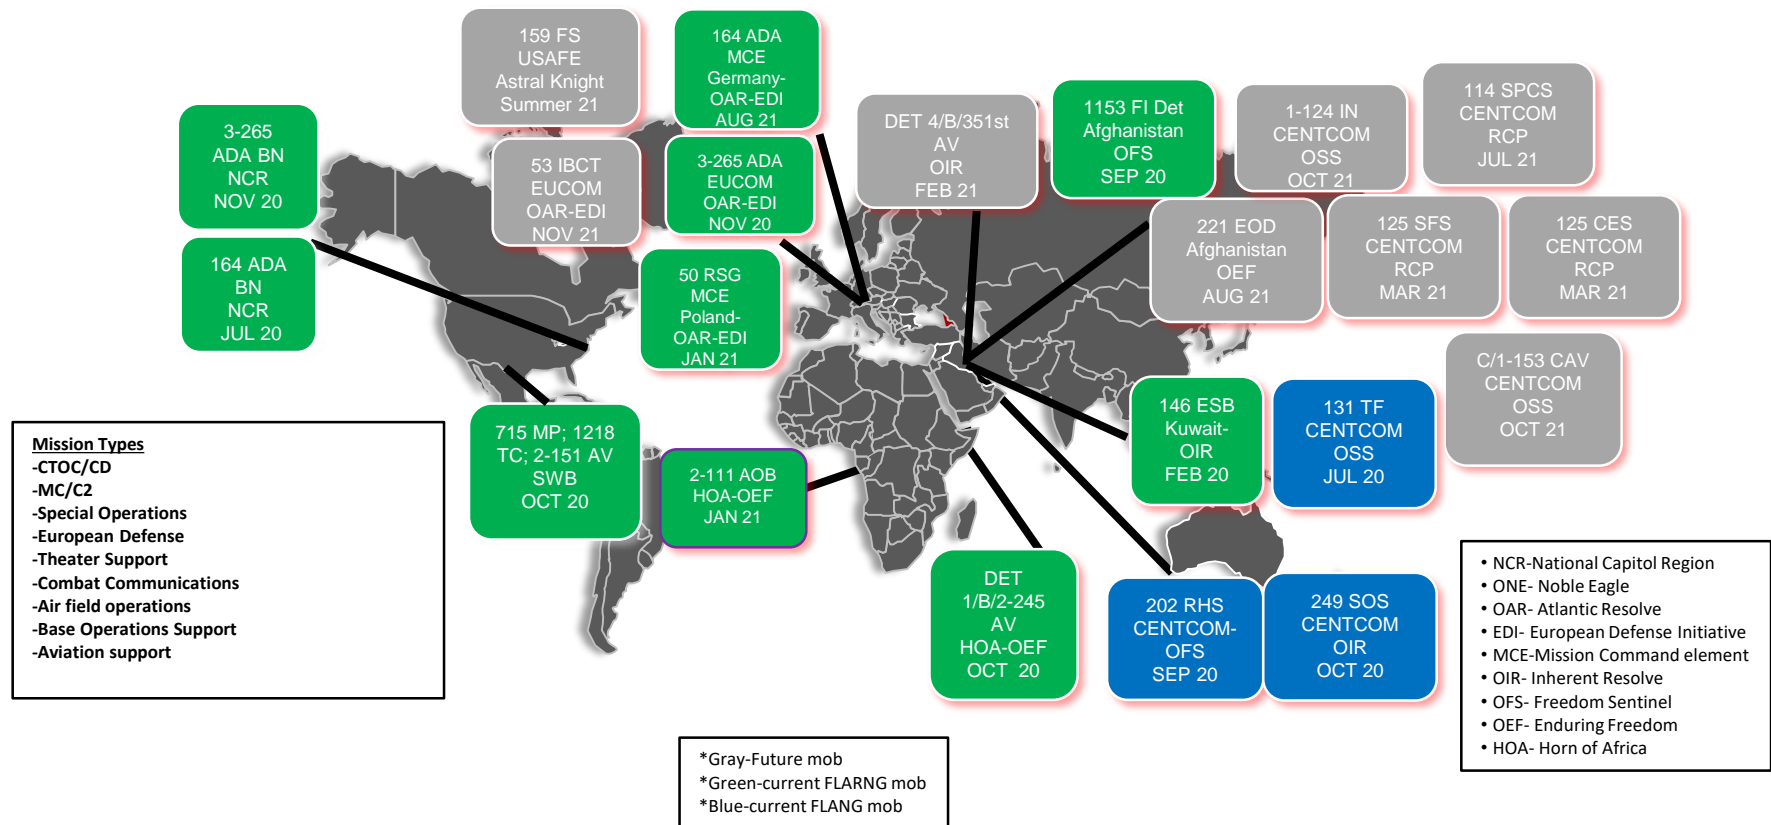 159 FS
USAFE
Astral Knight
Summer 21
164 ADA
MCE
Germany-
OAR-EDI
AUG 21
3-265
ADA BN
NCR
NOV 20
53 IBCT
EUCOM
OAR-EDI
NOV 21
3-265 ADA
EUCOM
OAR-EDI
NOV 20
DET 4/B/351st
AV
OIR
FEB 21
1153 FI Det
Afghanistan
OFS
SEP 20
1-124 IN
CENTCOM
OSS
OCT 21
114 SPCS
CENTCOM
RCP
JUL 21
164 ADA
BN
NCR
JUL 20
50 RSG
MCE
Poland-
OAR-EDI
JAN 21
221 EOD
Afghanistan
OEF
AUG 21
125 SFS
CENTCOM
RCP
MAR 21
125 CES
CENTCOM
RCP
MAR 21
C/1-153 CAV
CENTCOM
OSS
OCT 21
715 MP; 1218
TC; 2-151 AV
SWB
OCT 20
2-111 AOB
HOA-OEF
JAN 21
146 ESB
Kuwait-
OIR
FEB 20
131 TF
CENTCOM
OSS
JUL 20
DET
1/B/2-245
AV
HOA-OEF
OCT 20
202 RHS
CENTCOM-
OFS
SEP 20
249 SOS
CENTCOM
OIR
OCT 20
Mission Types
-CTOC/CD
-MC/C2
-Special Operations
-European Defense
-Theater Support
-Combat Communications
-Air field operations
-Base Operations Support
-Aviation support
• NCR-National Capitol Region
• ONE- Noble Eagle
• OAR- Atlantic Resolve
• EDI- European Defense Initiative
• MCE-Mission Command element
• OIR- Inherent Resolve
• OFS- Freedom Sentinel
• OEF- Enduring Freedom
• HOA- Horn of Africa
*Gray-Future mob
*Green-current FLARNG mob
*Blue-current FLANG mob